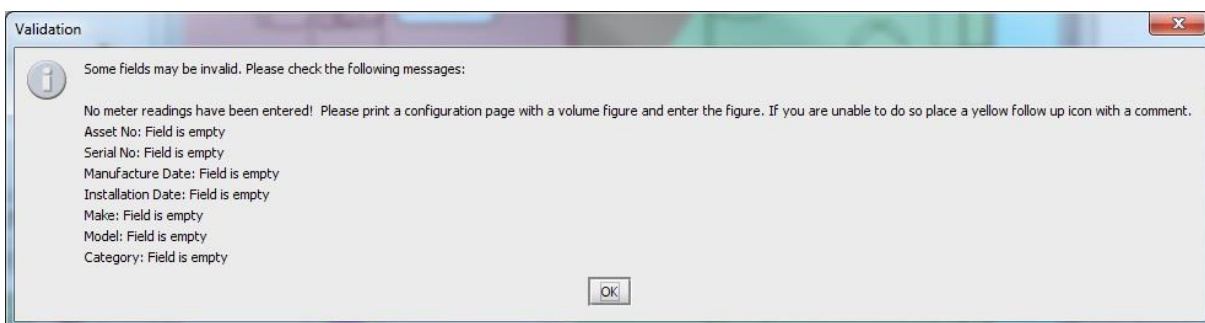 Validation
Some fields may be invalid. Please check the following messages:
No meter readings have been entered! Please print a configuration page with a volume figure and enter the figure. If you are unable to do so place a yellow follow up icon with a comment.
Asset No: Field is empty
Serial No: Field is empty
Manufacture Date: Field is empty
Installation Date: Field is empty
Make: Field is empty
Model: Field is empty
Category: Field is empty
OK